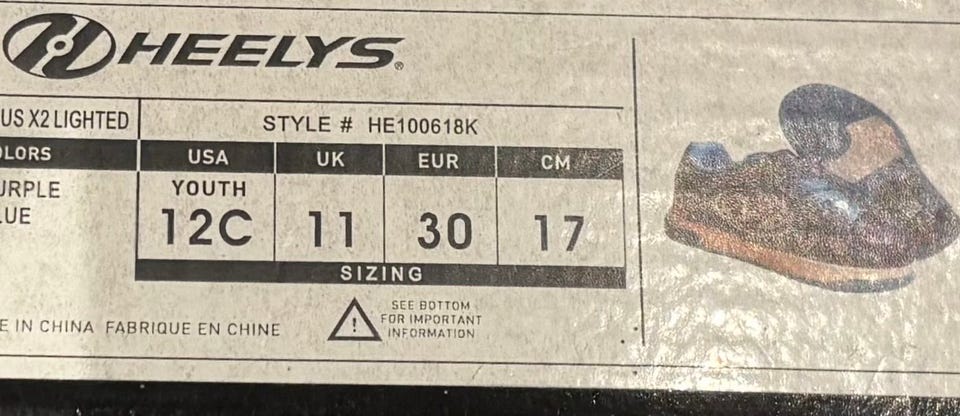 HEELYS®
US X2 LIGHTED
STYLE # HE100618K
OLORS USA UK EUR CM
URPLE YOUTH
LUE 12C 11 30 17
SIZING
SEE BOTTOM
FOR IMPORTANT
INFORMATION
E IN CHINA FABRIQUE EN CHINE